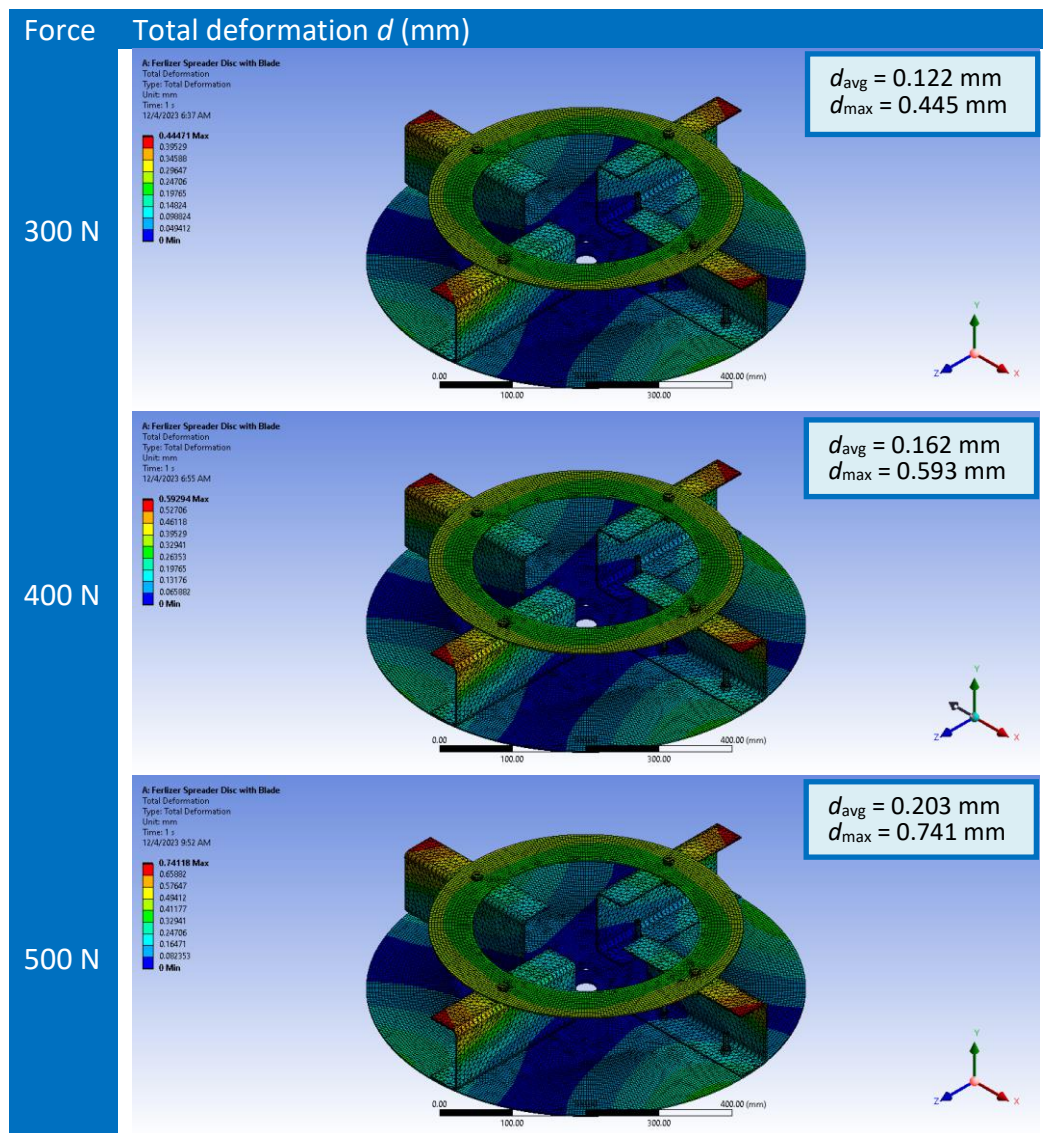 Force Total deformation d (mm)
300 N
A: Ferlizer Spreader Disc with Blade
Total Deformation
Type: Total Deformation
Unit: mm
Time: 1 s
12/4/2023 6:37 AM
0.44471 Max
0.39529
0.34588
0.29647
0.24706
0.19765
0.14824
0.098824
0.049412
0 Min
davg = 0.122 mm
dmax = 0.445 mm
Y
Z
X
0.00
400.00 (mm)
100.00
300.00
400 N
A: Ferlizer Spreader Disc with Blade
Total Deformation
Type: Total Deformation
Unit: mm
Time: 1 s
12/4/2023 6:55 AM
0.59294 Max
0.52706
0.46118
0.39529
0.32941
0.26353
0.19765
0.13176
0.065882
0 Min
davg = 0.162 mm
dmax = 0.593 mm
Y
Z
X
0.00
400.00 (mm)
100.00
300.00
500 N
A: Ferlizer Spreader Disc with Blade
Total Deformation
Type: Total Deformation
Unit: mm
Time: 1 s
12/4/2023 9:52 AM
0.74118 Max
0.65882
0.57647
0.49412
0.41177
0.32941
0.24706
0.16471
0.082353
0 Min
davg = 0.203 mm
dmax = 0.741 mm
Y
Z
X
0.00
400.00 (mm)
100.00
300.00